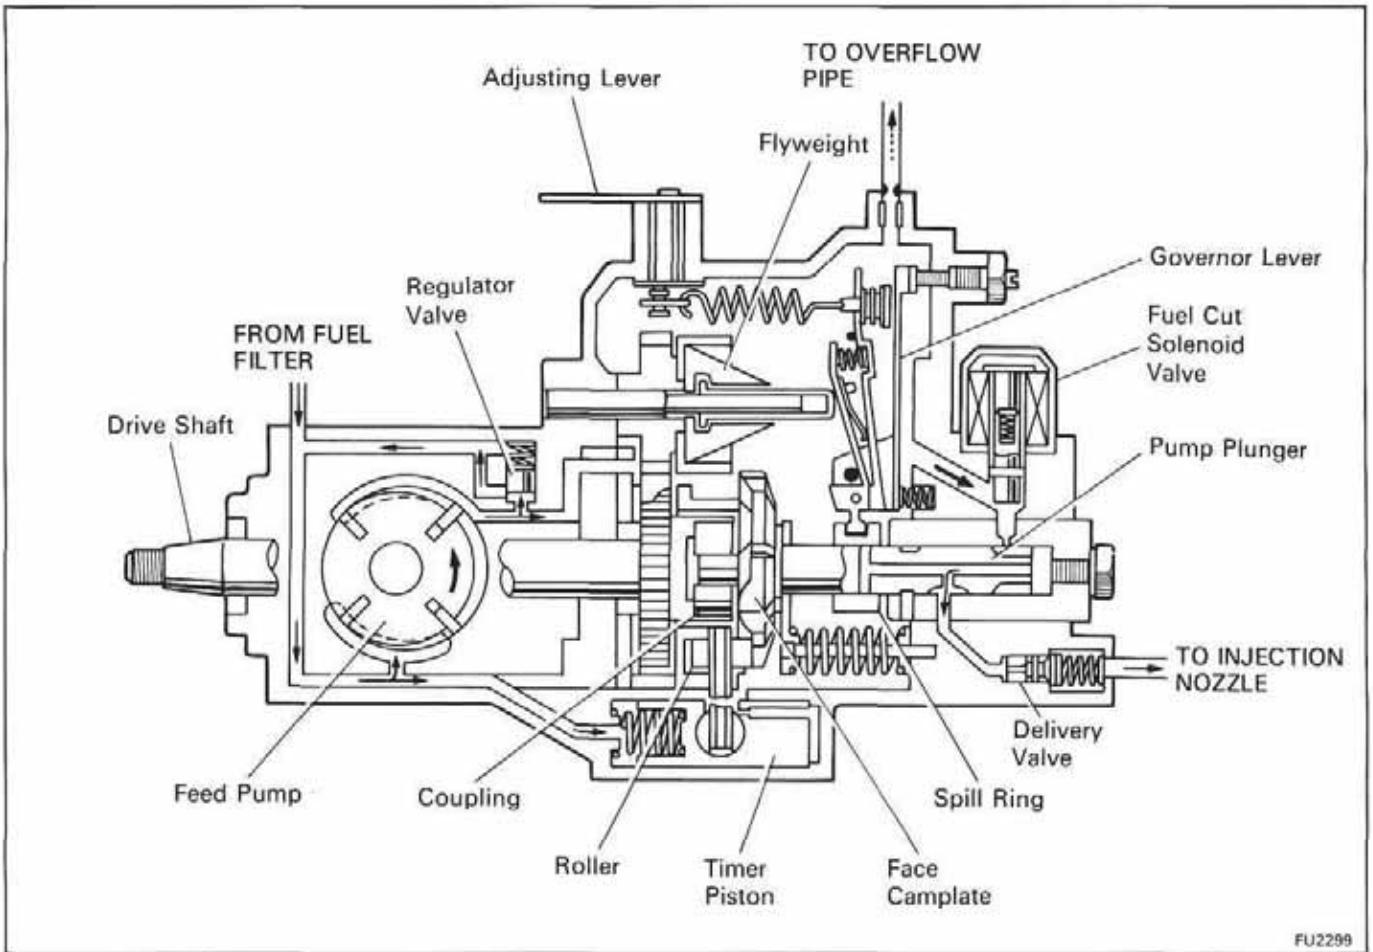 TO OVERFLOW
PIPE
Adjusting Lever
Flyweight
Governor Lever
Regulator
Valve
Fuel Cut
Solenoid
Valve
FROM FUEL
FILTER
Drive Shaft
Pump Plunger
TO INJECTION
NOZZLE
Delivery
Valve
Feed Pump
Coupling
Spill Ring
Roller
Timer
Piston
Face
Camplate
FU2299